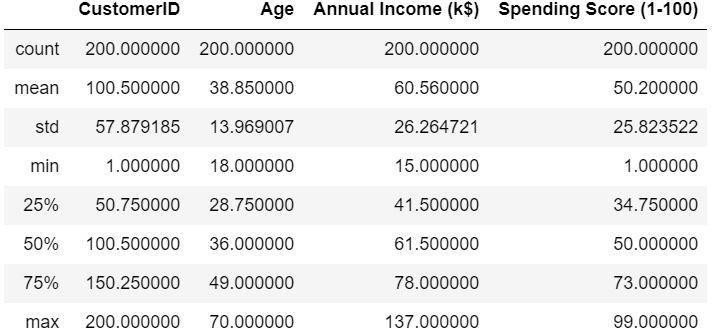 CustomerID Age Annual Income (k$) Spending Score (1-100)
count 200.000000 200.000000 200.000000 200.000000
mean 100.500000 38.850000 60.560000 50.200000
std 57.879185 13.969007 26.264721 25.823522
min 1.000000 18.000000 15.000000 1.000000
25% 50.750000 28.750000 41.500000 34.750000
50% 100.500000 36.000000 61.500000 50.000000
75% 150.250000 49.000000 78.000000 73.000000
max 200.000000 70.000000 137.000000 99.000000